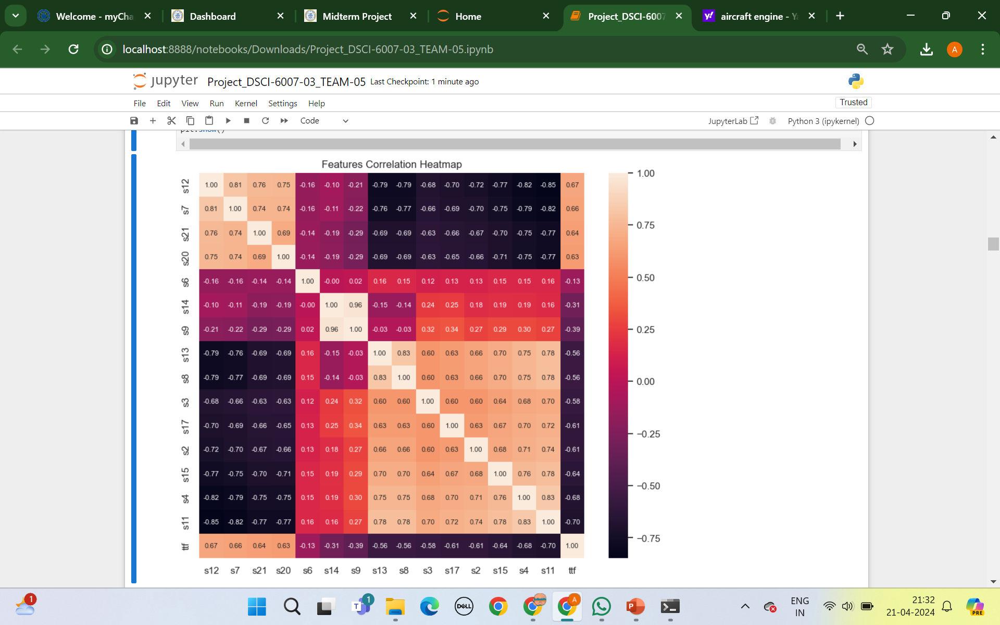 Welcome - myCha
Dashboard
Midterm Project
Home
Project_DSCI-6007
aircraft engine - Y
localhost:8888/notebooks/Downloads/Project_DSCI-6007-03_TEAM-05.ipynb
A
jupyter Project_DSCI-6007-03_TEAM-05 Last Checkpoint: 1 minute ago
File Edit View Run Kernel Settings Help
Trusted
Code
JupyterLab
Python 3 (ipykernel)
Features Correlation Heatmap
s12 1.00 0.81 0.76 0.75 -0.16 -0.10 -0.21 -0.79 -0.79 -0.68 -0.70 -0.72 -0.77 -0.82 -0.85 0.67
s7 0.81 1.00 0.74 0.74 -0.16 -0.11 -0.22 -0.76 -0.77 -0.66 -0.69 -0.70 -0.75 -0.79 -0.82 0.66
s21 0.76 0.74 1.00 0.69 -0.14 -0.19 -0.29 -0.69 -0.69 -0.63 -0.66 -0.67 -0.70 -0.75 -0.77 0.64
s20 0.75 0.74 0.69 1.00 -0.14 -0.19 -0.29 -0.69 -0.69 -0.63 -0.65 -0.66 -0.71 -0.75 -0.77 0.63
s6 -0.16 -0.16 -0.14 -0.14 1.00 -0.00 0.02 0.16 0.15 0.12 0.13 0.13 0.15 0.15 0.16 -0.13
s14 -0.10 -0.11 -0.19 -0.19 -0.00 1.00 0.96 -0.15 -0.14 0.24 0.25 0.18 0.19 0.19 0.16 -0.31
s9 -0.21 -0.22 -0.29 -0.29 0.02 0.96 1.00 -0.03 -0.03 0.32 0.34 0.27 0.29 0.30 0.27 -0.39
s13 -0.79 -0.76 -0.69 -0.69 0.16 -0.15 -0.03 1.00 0.83 0.60 0.63 0.66 0.70 0.75 0.78 -0.56
s8 -0.79 -0.77 -0.69 -0.69 0.15 -0.14 -0.03 0.83 1.00 0.60 0.63 0.66 0.70 0.75 0.78 -0.56
s3 -0.68 -0.66 -0.63 -0.63 0.12 0.24 0.32 0.60 0.60 1.00 0.60 0.60 0.64 0.68 0.70 -0.58
s17 -0.70 -0.69 -0.66 -0.65 0.13 0.25 0.34 0.63 0.63 0.60 1.00 0.63 0.67 0.70 0.72 -0.61
s2 -0.72 -0.70 -0.67 -0.66 0.13 0.18 0.27 0.66 0.66 0.60 0.63 1.00 0.68 0.71 0.74 -0.61
s15 -0.77 -0.75 -0.70 -0.71 0.15 0.19 0.29 0.70 0.70 0.64 0.67 0.68 1.00 0.76 0.78 -0.64
s4 -0.82 -0.79 -0.75 -0.75 0.15 0.19 0.30 0.75 0.75 0.68 0.70 0.71 0.76 1.00 0.83 -0.68
s11 -0.85 -0.82 -0.77 -0.77 0.16 0.16 0.27 0.78 0.78 0.70 0.72 0.74 0.78 0.83 1.00 -0.70
ttf 0.67 0.66 0.64 0.63 -0.13 -0.31 -0.39 -0.56 -0.56 -0.58 -0.61 -0.61 -0.64 -0.68 -0.70 1.00
s12 s7 s21 s20 s6 s14 s9 s13 s8 s3 s17 s2 s15 s4 s11 ttf
1.00
0.75
0.50
0.25
0.00
−0.25
−0.50
−0.75
1
T 1
DELL
A
P
ENG
IN
21:32
21-04-2024
PRE